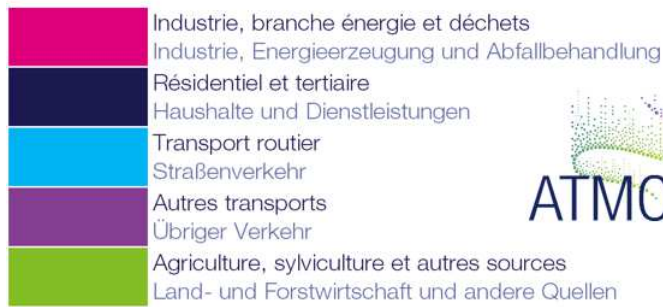 Industrie, branche énergie et déchets
Industrie, Energieerzeugung und Abfallbehandlung
Résidentiel et tertiaire
Haushalte und Dienstleistungen
Transport routier
Straßenverkehr
Autres transports
Übriger Verkehr
Agriculture, sylviculture et autres sources
Land- und Forstwirtschaft und andere Quellen